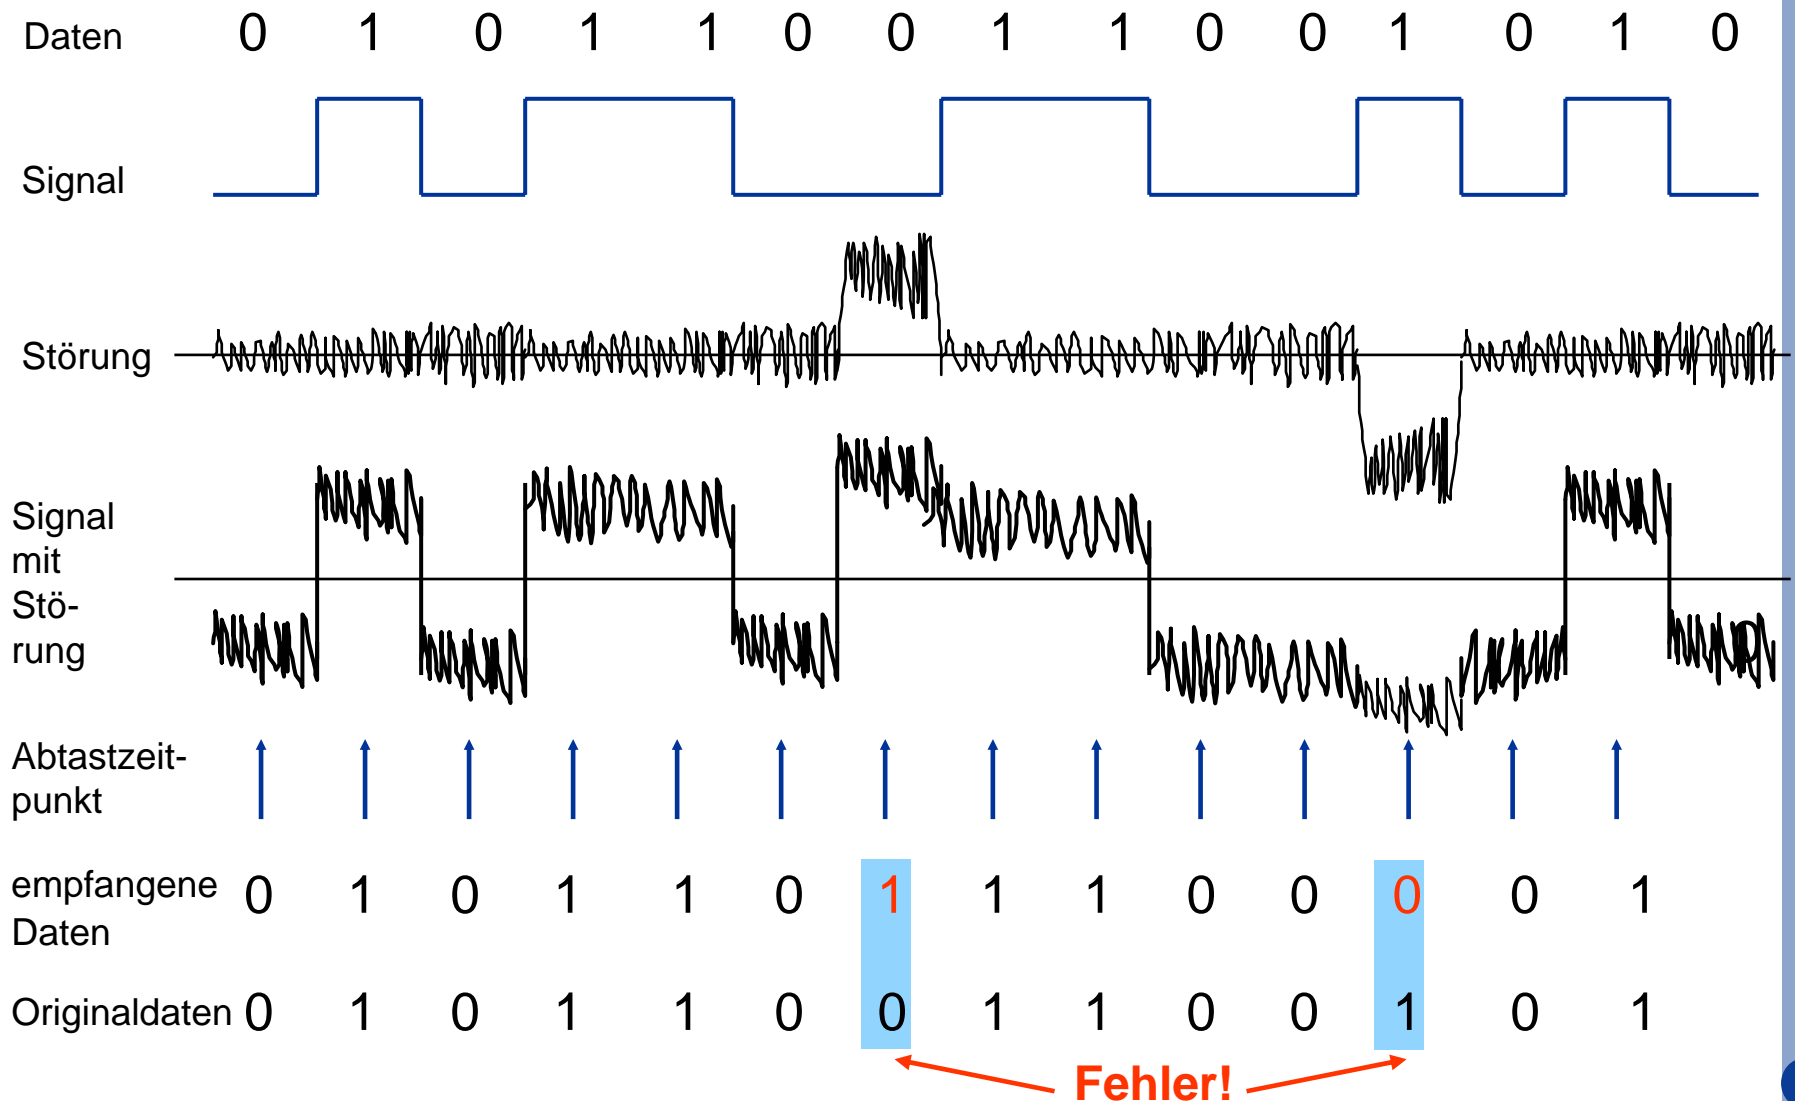 Daten 0 1 0 1 1 0 0 1 1 0 0 1 0 1 0
Signal
Störung
Signal
mit
Stö-
rung
Abtastzeit-
punkt
empfangene 0 1 0 1 1 0 1 1 1 0 0 0 0 1
Daten
Originaldaten 0 1 0 1 1 0 0 1 1 0 0 1 0 1
Fehler!